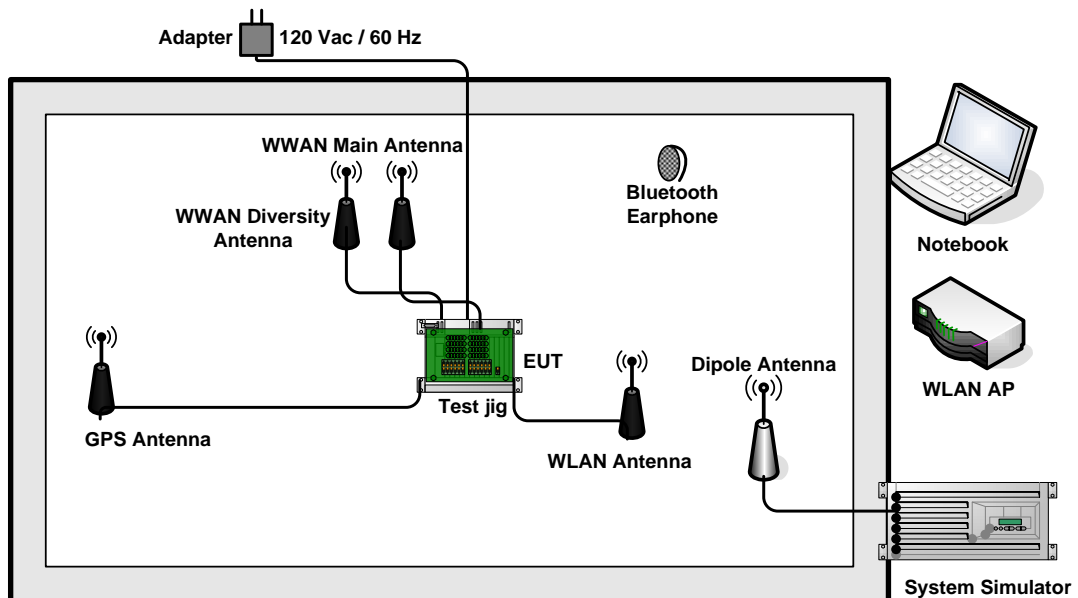 Adapter
120 Vac / 60 Hz
WWAN Main Antenna
WWAN Diversity
Antenna
Bluetooth
Earphone
Notebook
WLAN AP
EUT
Test jig
GPS Antenna
WLAN Antenna
Dipole Antenna
System Simulator